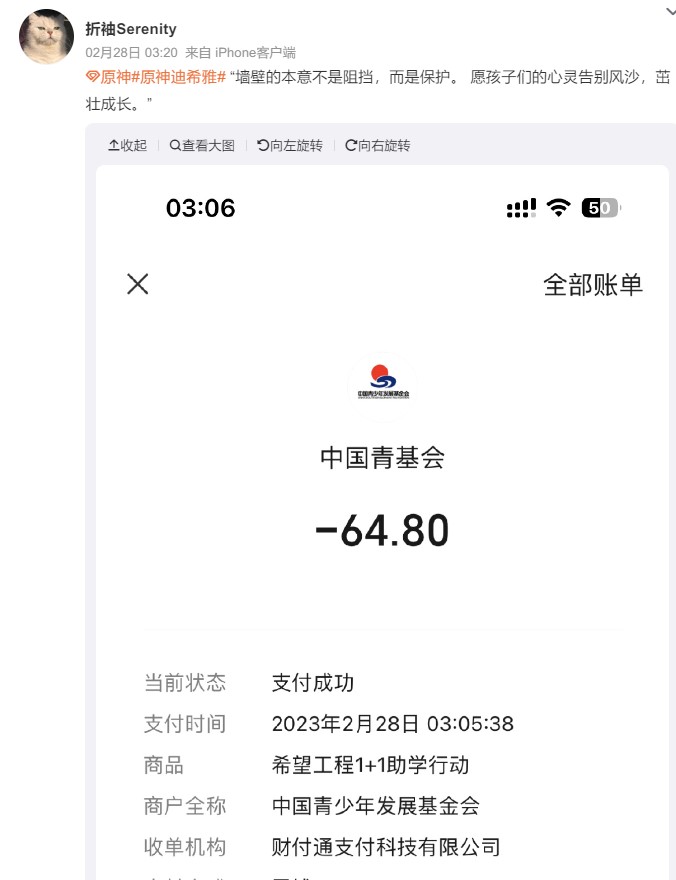 折袖Serenity
02月28日 03:20 来自 iPhone客户端
原神#原神迪希雅# “墙壁的本意不是阻挡，而是保护。 愿孩子们的心灵告别风沙，茁
壮成长。”
收起 查看大图 向左旋转 向右旋转
03:06 50
全部账单
中国青少年发展基金会
中国青基会
-64.80
当前状态 支付成功
支付时间 2023年2月28日 03:05:38
商品 希望工程1+1助学行动
商户全称 中国青少年发展基金会
收单机构 财付通支付科技有限公司